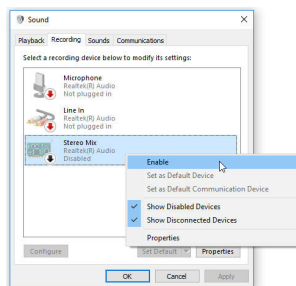 Sound
Playback Recording Sounds Communications
Select a recording device below to modify its settings:
Microphone
Realtek(R) Audio
Not plugged in
Line In
Realtek(R) Audio
Not plugged in
Stereo Mix
Realtek(R) Audio
Disabled
Enable
Set as Default Device
Set as Default Communication Device
Show Disabled Devices
Show Disconnected Devices
Properties
Configure Set Default Properties
OK Cancel Apply